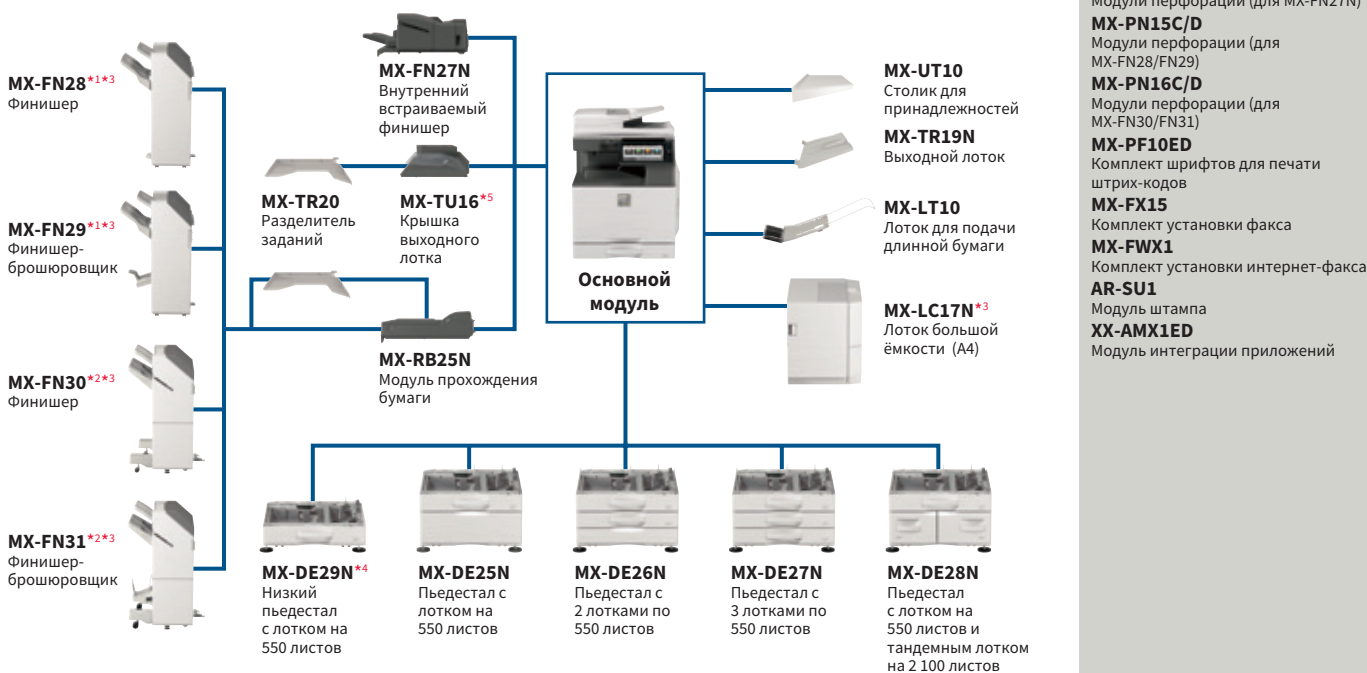 MX-FN28*1*3
Финишер
MX-FN29*1*3
Финишер-
брошюровщик
MX-FN30*2*3
Финишер
MX-FN31*2*3
Финишер-
брошюровщик
MX-FN27N
Внутренний
встраиваемый
финишер
MX-TR20
Разделитель
заданий
MX-TU16*5
Крышка
выходного
лотка
MX-RB25N
Модуль прохождения
бумаги
Основной
модуль
MX-UT10
Столик для
принадлежностей
MX-TR19N
Выходной лоток
MX-LT10
Лоток для подачи
длинной бумаги
MX-LC17N*3
Лоток большой
ёмкости (A4)
MX-DE29N*4
Низкий
пьедестал
с лотком на
550 листов
MX-DE25N
Пьедестал с
лотком на
550 листов
MX-DE26N
Пьедестал с
2 лотками по
550 листов
MX-DE27N
Пьедестал с
3 лотками по
550 листов
MX-DE28N
Пьедестал
с лотком на
550 листов и
тандемным лотком
на 2 100 листов
Модули перфорации (для MX-FN27N)
MX-PN15C/D
Модули перфорации (для
MX-FN28/FN29)
MX-PN16C/D
Модули перфорации (для
MX-FN30/FN31)
MX-PF10ED
Комплект шрифтов для печати
штрих-кодов
MX-FX15
Комплект установки факса
MX-FWX1
Комплект установки интернет-факса
AR-SU1
Модуль штампа
XX-AMX1ED
Модуль интеграции приложений